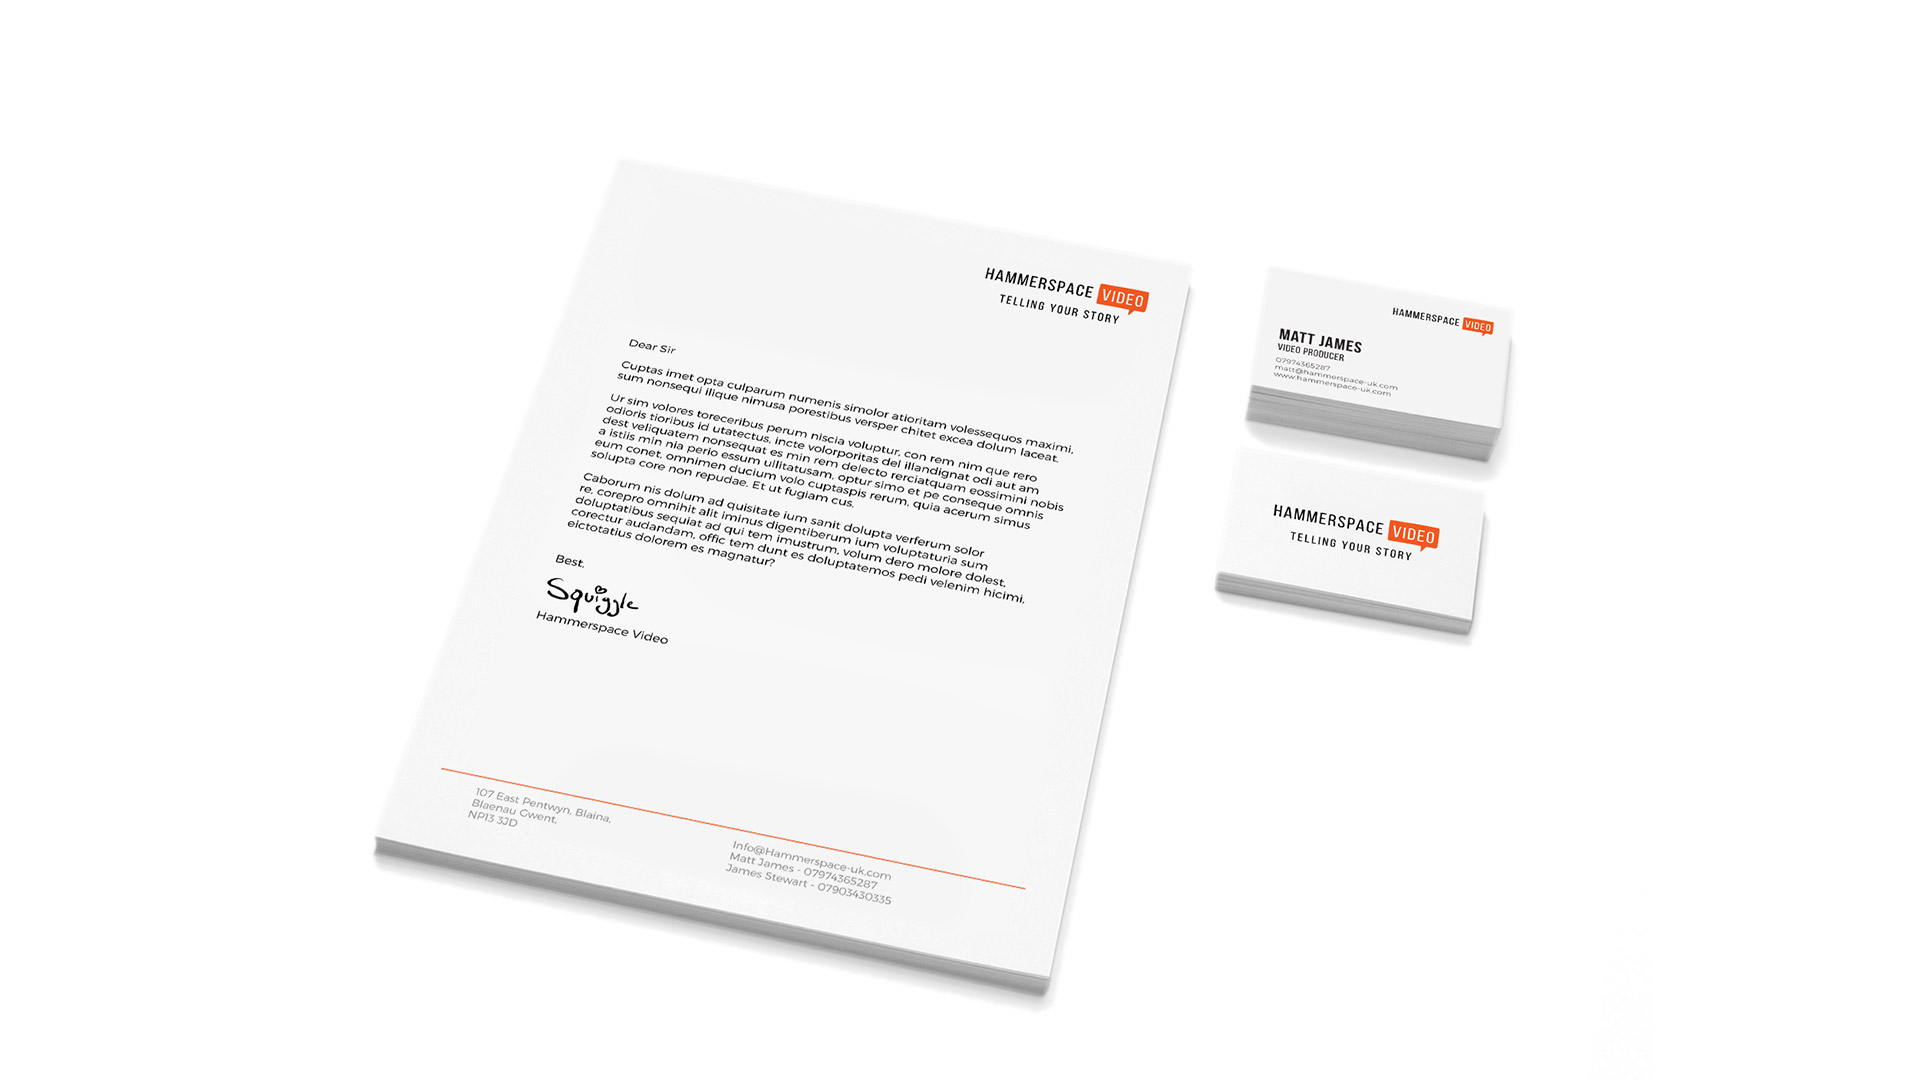 HAMMERSPACE VIDEO
TELLING YOUR STORY
Dear Sir
Cuptas imet opta culparum numenis simolor atioritam volessequos maximi,
sum nonsequi ilique nimusa porestibus versper chitet excea dolum laceat.
Ur sim volores toreceribus perum niscia voluptur, con rem nim que rero
odioris tioribus id utatectus, incte volorporitas del illandignat odi aut am
dest veliquatem nonsequat es min rem delecto rerciatquam eossimini nobis
a istiis min nia perio essum ullitatusam, optur simo et pe conseque omnis
eum conet, omnimen ducium volo cuptaspis rerum, quia acerum simus
solupta core non repudae. Et ut fugiam cus.
Caborum nis dolum ad quisitate ium sanit dolupta verferum solor
re, corepro omnihit alit iminus digentiberum ium voluptaturia sum
doluptatibus sequiat ad qui tem imustrum, volum dero molore dolest,
corectur audandam, offic tem dunt es doluptatemos pedi velenim hicimi,
eictotatius dolorem es magnatur?
Best,
Squiggle
Hammerspace Video
107 East Pentwyn, Blaina,
Blaenau Gwent,
NP13 3JD
Info@Hammerspace-uk.com
Matt James - 07974365287
James Stewart - 07903430335
HAMMERSPACE VIDEO
MATT JAMES
VIDEO PRODUCER
07974365287
matt@hammerspace-uk.com
www.hammerspace-uk.com
HAMMERSPACE VIDEO
TELLING YOUR STORY